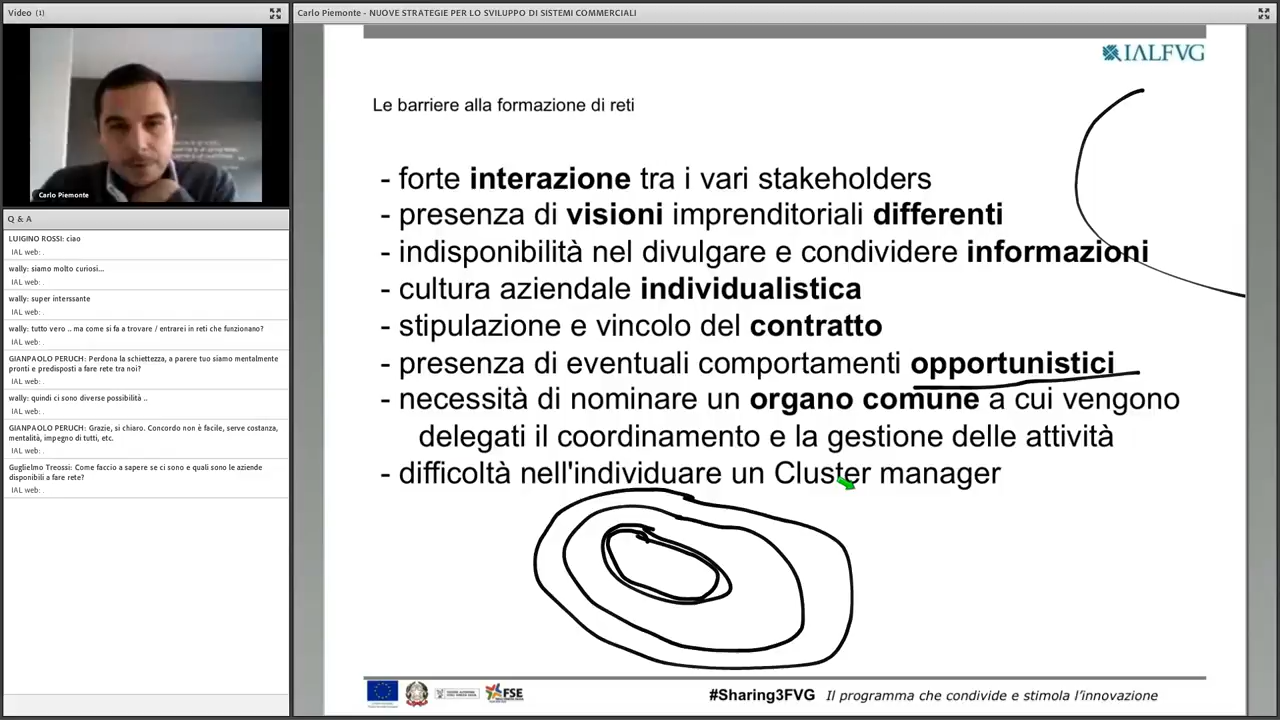 Video (1)
Carlo Piemonte - NUOVE STRATEGIE PER LO SVILUPPO DI SISTEMI COMMERCIALI
Carlo Piemonte
Q & A
LUIGINO ROSSI: ciao
IAL web: .
wally: siamo molto curiosi...
IAL web: .
wally: super interssante
IAL web: .
wally: tutto vero .. ma come si fa a trovare / entrarei in reti che funzionano?
IAL web: .
GIANPAOLO PERUCH: Perdona la schiettezza, a parere tuo siamo mentalmente
pronti e predisposti a fare rete tra noi?
IAL web: .
wally: quindi ci sono diverse possibilità ..
IAL web: .
GIANPAOLO PERUCH: Grazie, si chiaro. Concordo non è facile, serve costanza,
mentalità, impegno di tutti, etc.
IAL web: .
Guglielmo Treossi: Come faccio a sapere se ci sono e quali sono le aziende
disponibili a fare rete?
IAL web: .
IALFVG
Le barriere alla formazione di reti
- forte interazione tra i vari stakeholders
- presenza di visioni imprenditoriali differenti
- indisponibilità nel divulgare e condividere informazioni
- cultura aziendale individualistica
- stipulazione e vincolo del contratto
- presenza di eventuali comportamenti opportunistici
- necessità di nominare un organo comune a cui vengono
delegati il coordinamento e la gestione delle attività
- difficoltà nell'individuare un Cluster manager
FSE
#Sharing3FVG Il programma che condivide e stimola l'innovazione